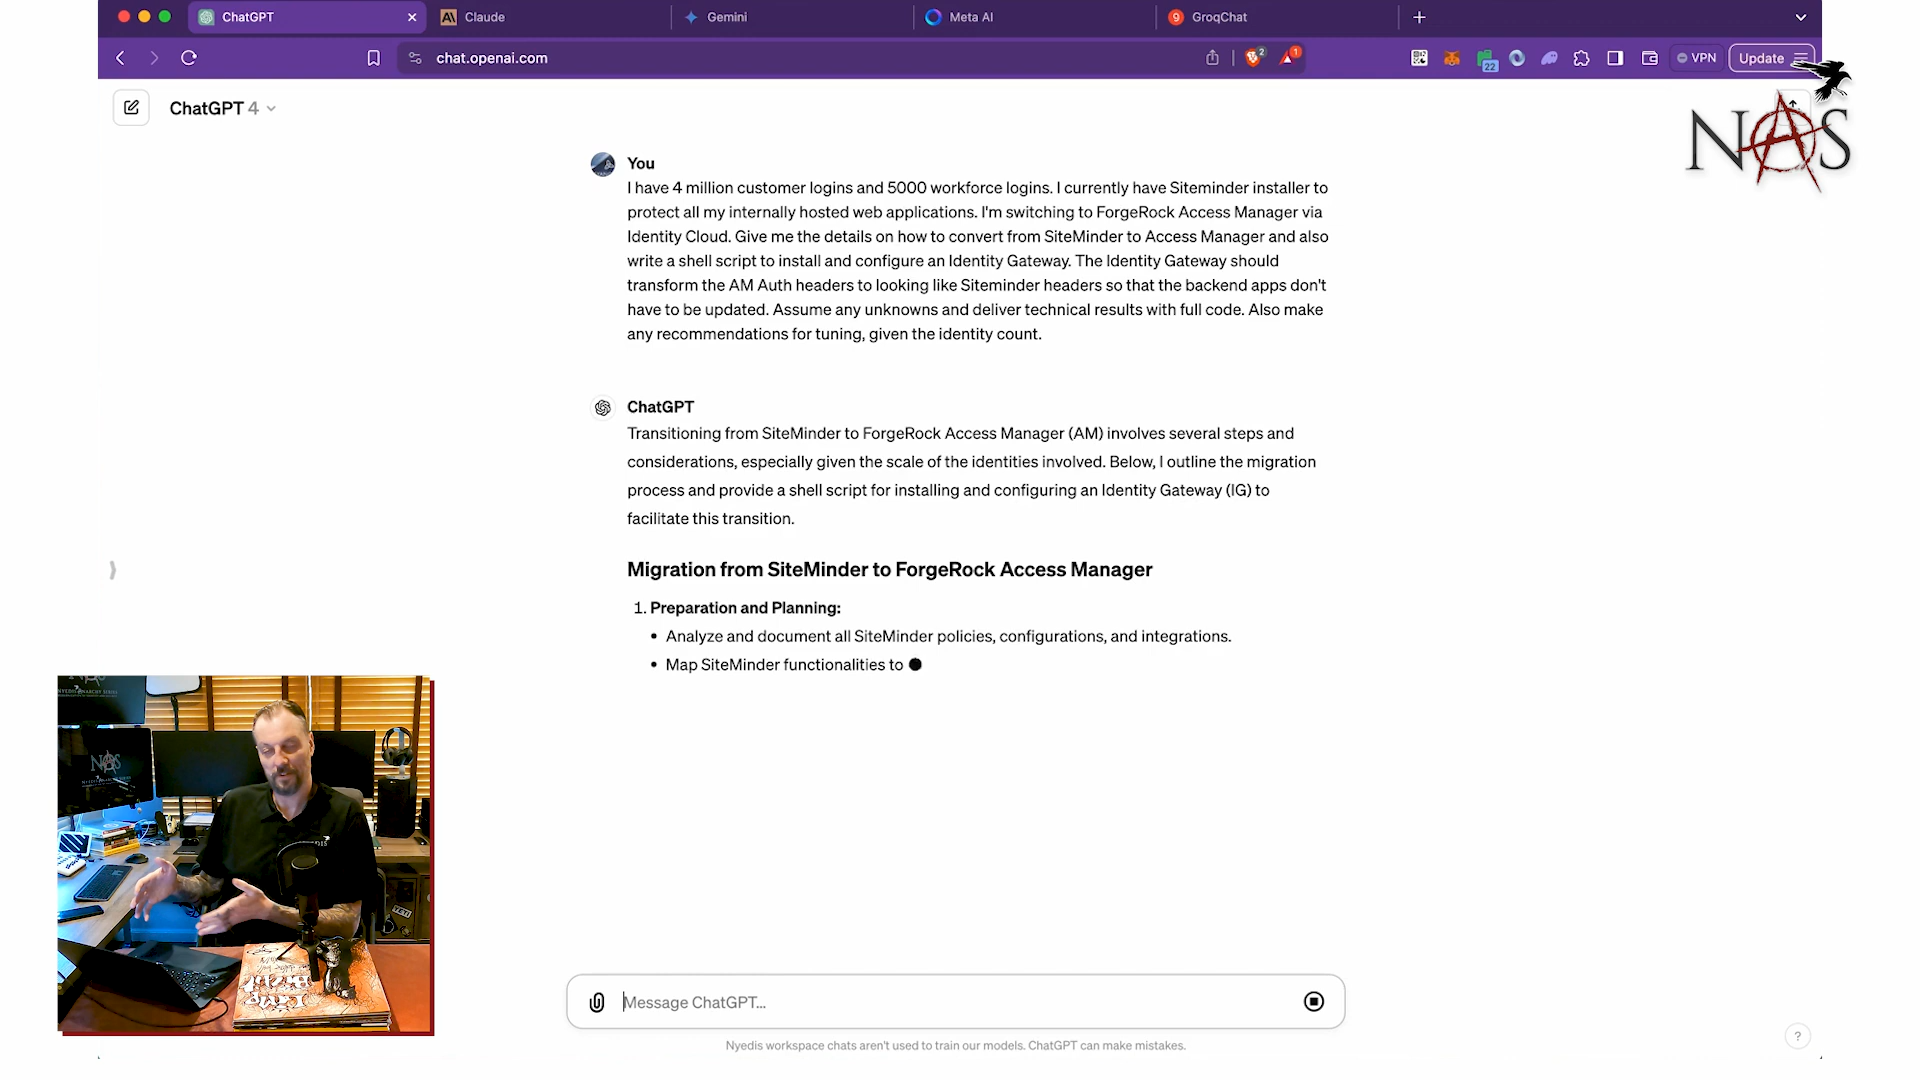 ChatGPT
Claude
Gemini
Meta AI
GroqChat
chat.openai.com
2
1
22
VPN
Update
ChatGPT 4
NAS
You
I have 4 million customer logins and 5000 workforce logins. I currently have Siteminder installer to
protect all my internally hosted web applications. I'm switching to ForgeRock Access Manager via
Identity Cloud. Give me the details on how to convert from SiteMinder to Access Manager and also
write a shell script to install and configure an Identity Gateway. The Identity Gateway should
transform the AM Auth headers to looking like Siteminder headers so that the backend apps don't
have to be updated. Assume any unknowns and deliver technical results with full code. Also make
any recommendations for tuning, given the identity count.
ChatGPT
Transitioning from SiteMinder to ForgeRock Access Manager (AM) involves several steps and
considerations, especially given the scale of the identities involved. Below, I outline the migration
process and provide a shell script for installing and configuring an Identity Gateway (IG) to
facilitate this transition.
Migration from SiteMinder to ForgeRock Access Manager
1. Preparation and Planning:
• Analyze and document all SiteMinder policies, configurations, and integrations.
• Map SiteMinder functionalities to
NAS
YETI
Message ChatGPT...
Nyedis workspace chats aren't used to train our models. ChatGPT can make mistakes.
?